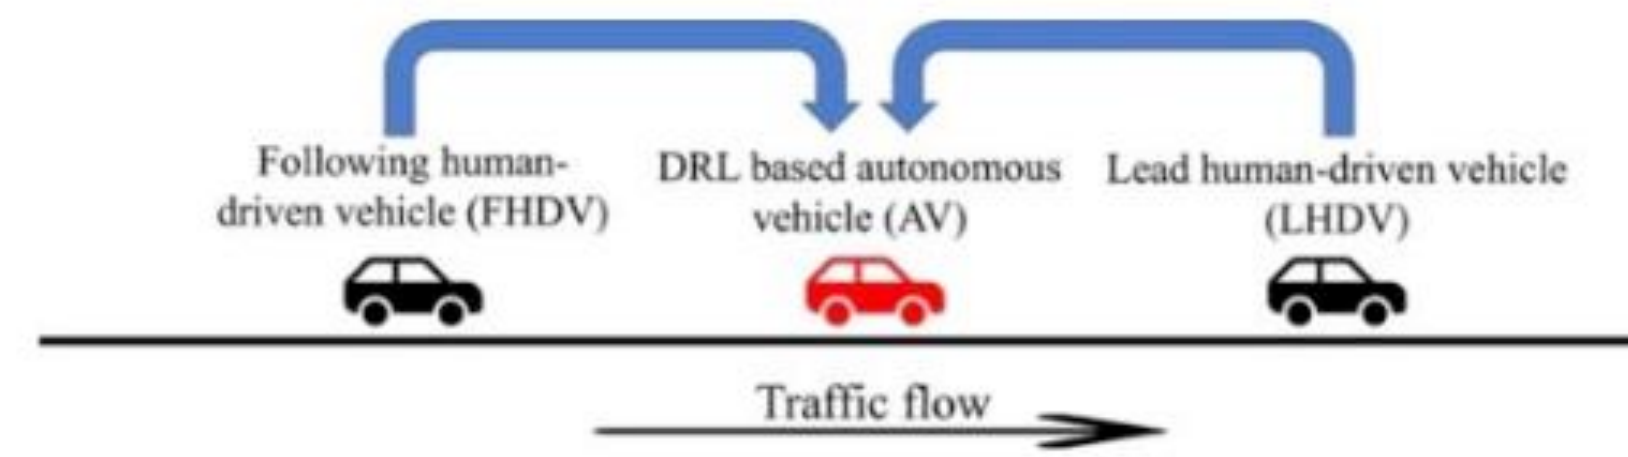 Following human-
driven vehicle (FHDV)
DRL based autonomous
vehicle (AV)
Lead human-driven vehicle
(LHDV)
Traffic flow